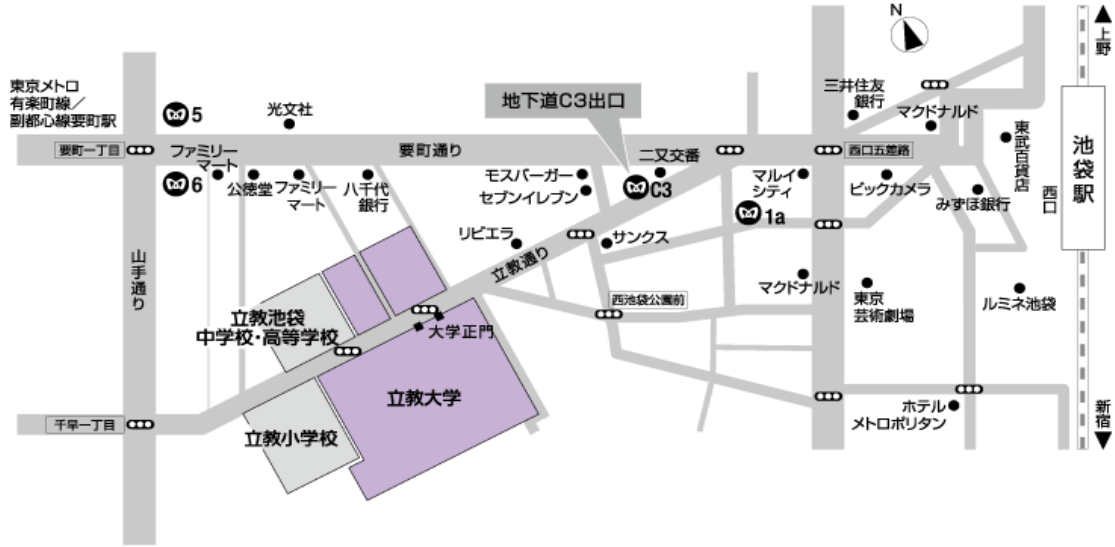 N
上野
東京メトロ
有楽町線／
副都心線要町駅
5
光文社
地下道C3出口
三井住友
銀行
マクドナルド
東武百貨店
池袋駅
西口
要町一丁目
ファミリー
マート
要町通り
二又交番
西口五差路
6
公徳堂
ファミリー
マート
八千代
銀行
モスバーガー
セブンイレブン
C3
マルイ
シティ
ビックカメラ
みずほ銀行
1a
山手通り
リビエラ
立教通り
サンクス
マクドナルド
東京
芸術劇場
ルミネ池袋
西池袋公園前
立教池袋
中学校・高等学校
大学正門
立教大学
千早一丁目
立教小学校
ホテル
メトロポリタン
新宿